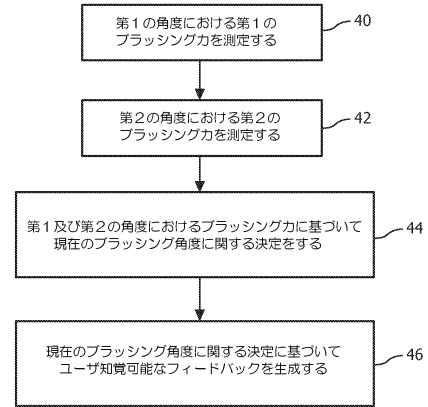 第１の角度における第１の
ブラッシング力を測定する
40
第２の角度における第２の
ブラッシング力を測定する
42
第１及び第２の角度におけるブラッシング力に基づいて
現在のブラッシング角度に関する決定をする
44
現在のブラッシング角度に関する決定に基づいて
ユーザ知覚可能なフィードバックを生成する
46